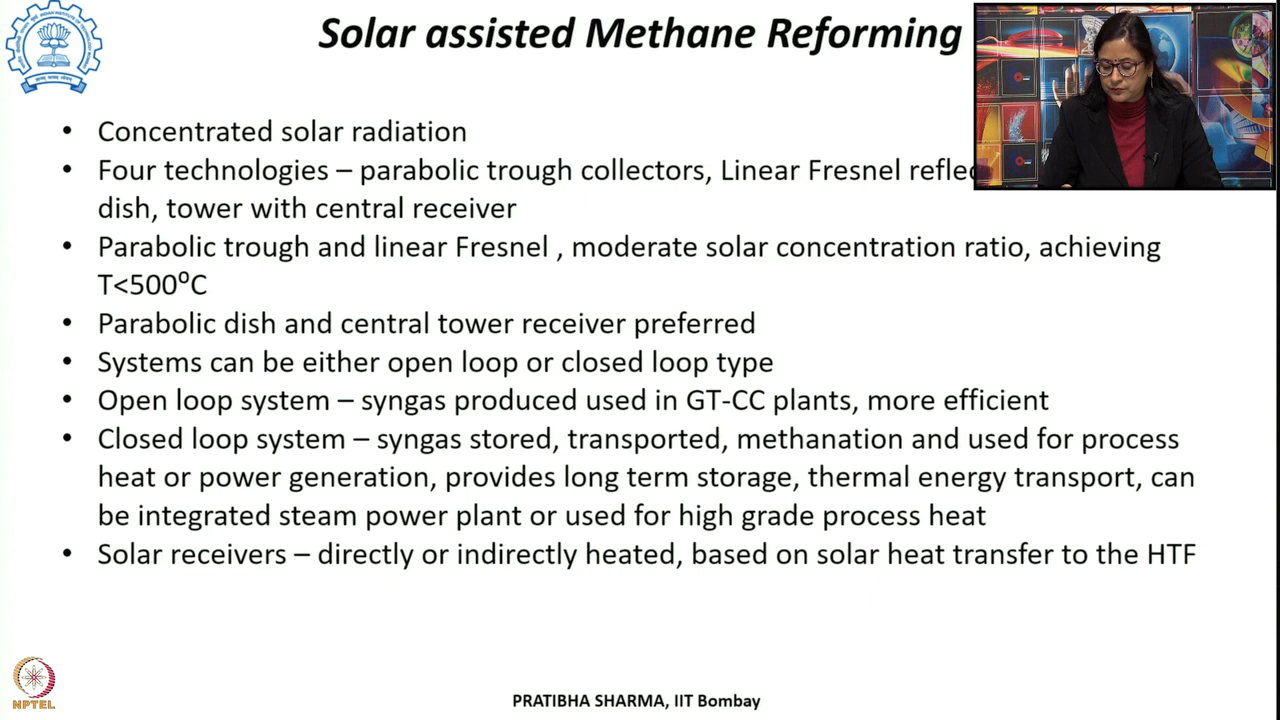 Solar assisted Methane Reforming
• Concentrated solar radiation
• Four technologies – parabolic trough collectors, Linear Fresnel
dish, tower with central receiver
• Parabolic trough and linear Fresnel , moderate solar concentration ratio, achieving
T<500⁰C
• Parabolic dish and central tower receiver preferred
• Systems can be either open loop or closed loop type
• Open loop system – syngas produced used in GT-CC plants, more efficient
• Closed loop system – syngas stored, transported, methanation and used for process
heat or power generation, provides long term storage, thermal energy transport, can
be integrated steam power plant or used for high grade process heat
• Solar receivers – directly or indirectly heated, based on solar heat transfer to the HTF
NPTEL
PRATIBHA SHARMA, IIT Bombay